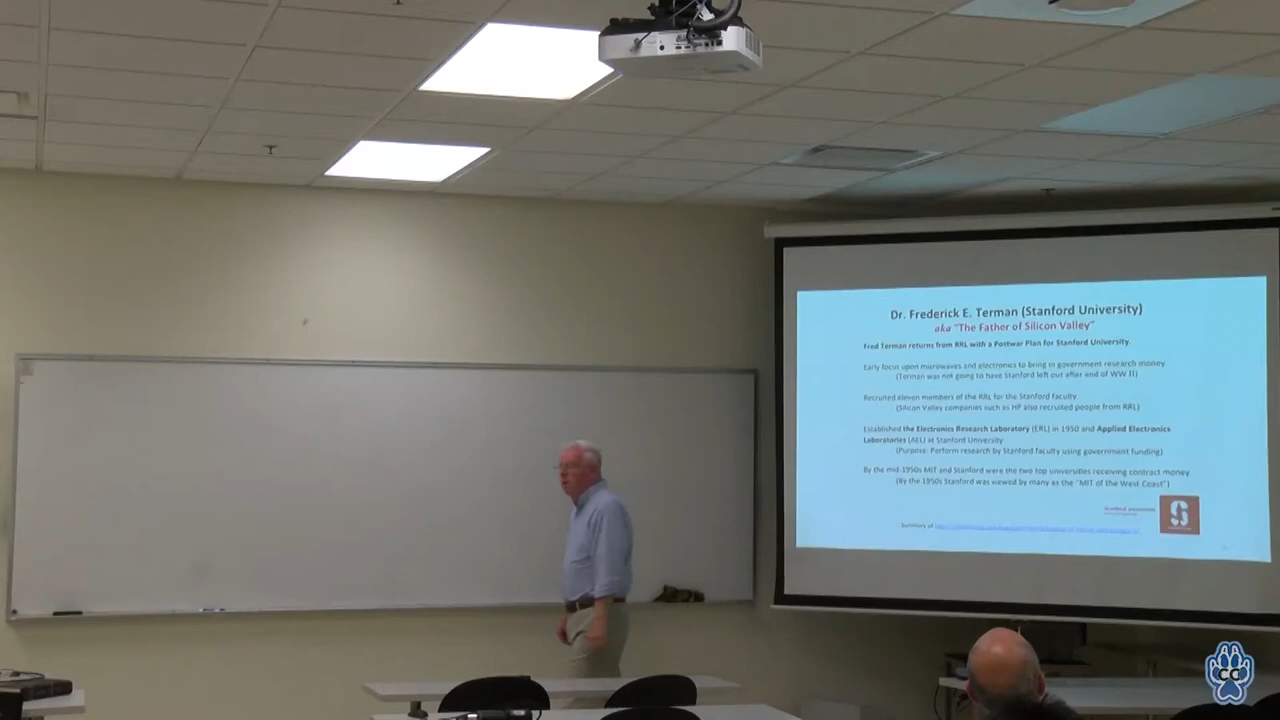 Dr. Frederick E. Terman (Stanford University)
aka "The Father of Silicon Valley"
Fred Terman returns from RRL with a Postwar Plan for Stanford University.
Early focus upon microwaves and electronics to bring in government research money.
(Terman was not going to have Stanford left out after end of WW II)
Recruited eleven members of the RRL for the Stanford faculty.
(Silicon Valley companies such as HP also recruited people from RRL)
Established the Electronics Research Laboratory (ERL) in 1950 and Applied Electronics
Laboratories (AEL) at Stanford University
(Purpose: Perform research by Stanford faculty using government funding)
By the mid 1950s MIT and Stanford were the two top universities receiving contract money
(By the 1950s Stanford was viewed by many as the "MIT of the West Coast")
S
Summary of
CC